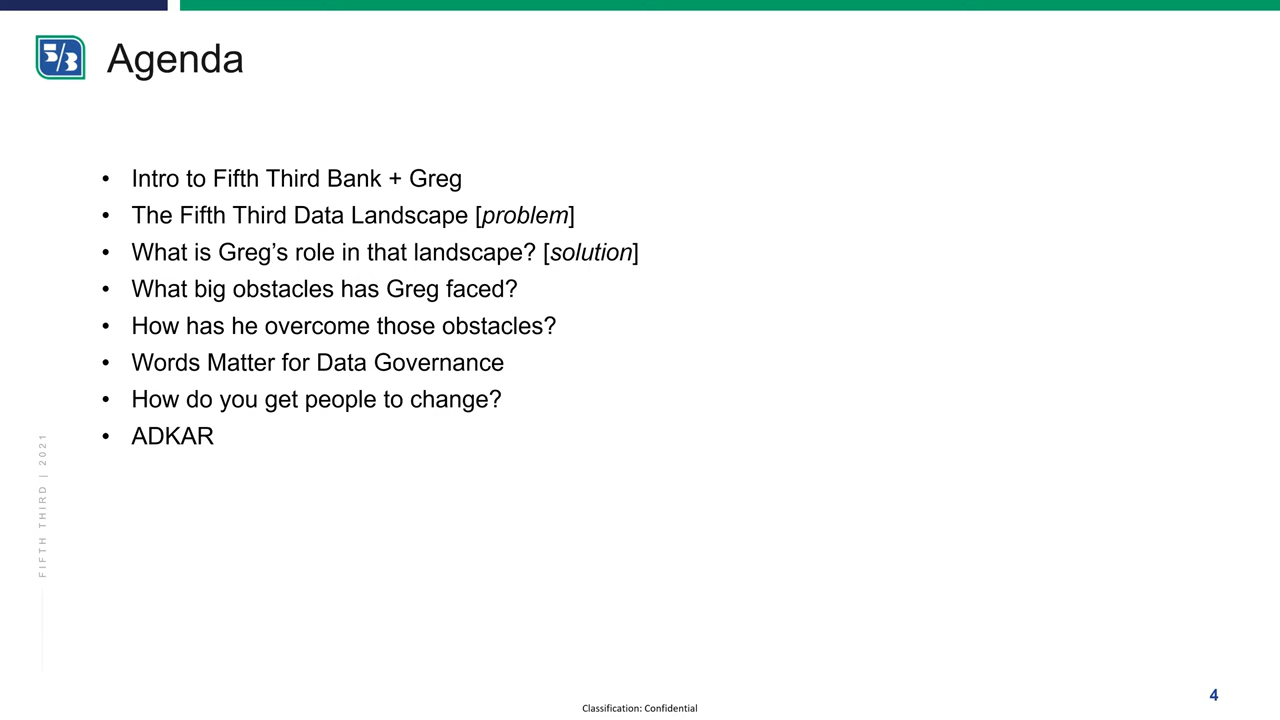 5/3 Agenda
• Intro to Fifth Third Bank + Greg
• The Fifth Third Data Landscape [problem]
• What is Greg’s role in that landscape? [solution]
• What big obstacles has Greg faced?
• How has he overcome those obstacles?
• Words Matter for Data Governance
• How do you get people to change?
• ADKAR
FIFTH THIRD | 2021
Classification: Confidential
4